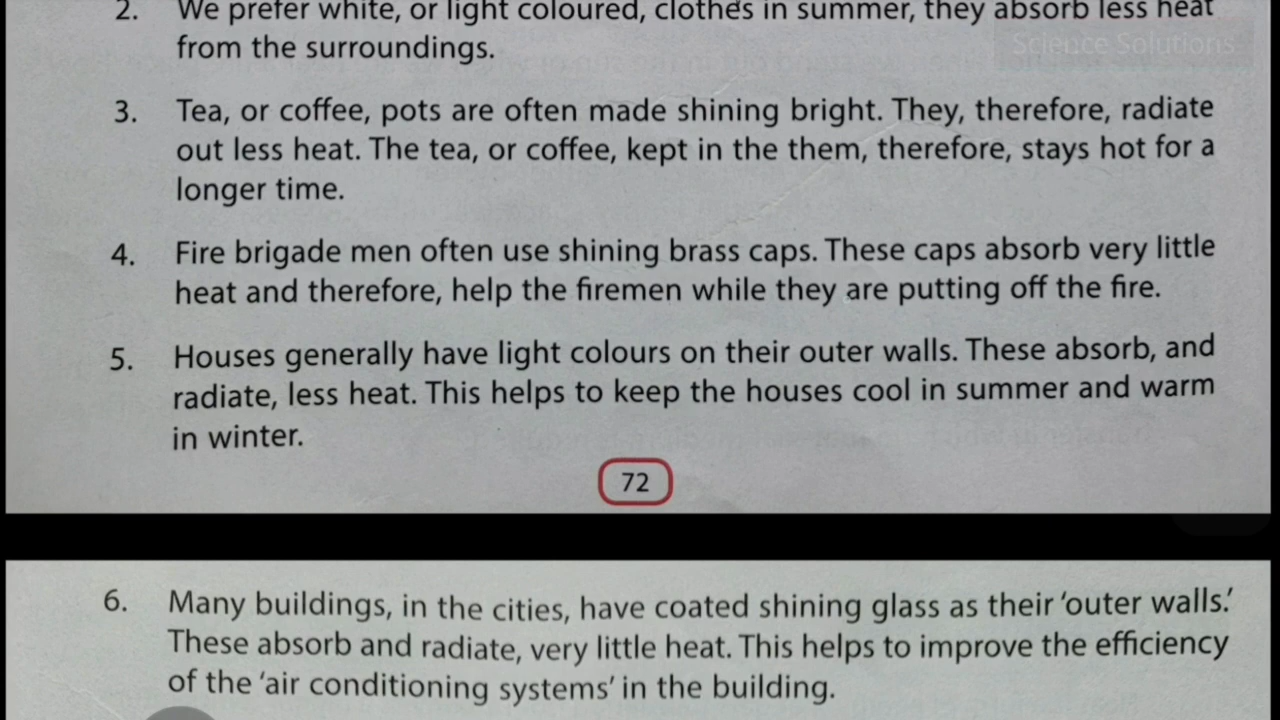 2. We prefer white, or light coloured, clothes in summer, they absorb less heat
from the surroundings.
Science Solutions
3. Tea, or coffee, pots are often made shining bright. They, therefore, radiate
out less heat. The tea, or coffee, kept in the them, therefore, stays hot for a
longer time.
4. Fire brigade men often use shining brass caps. These caps absorb very little
heat and therefore, help the firemen while they are putting off the fire.
5. Houses generally have light colours on their outer walls. These absorb, and
radiate, less heat. This helps to keep the houses cool in summer and warm
in winter.
72
6. Many buildings, in the cities, have coated shining glass as their ‘outer walls.’
These absorb and radiate, very little heat. This helps to improve the efficiency
of the ‘air conditioning systems’ in the building.